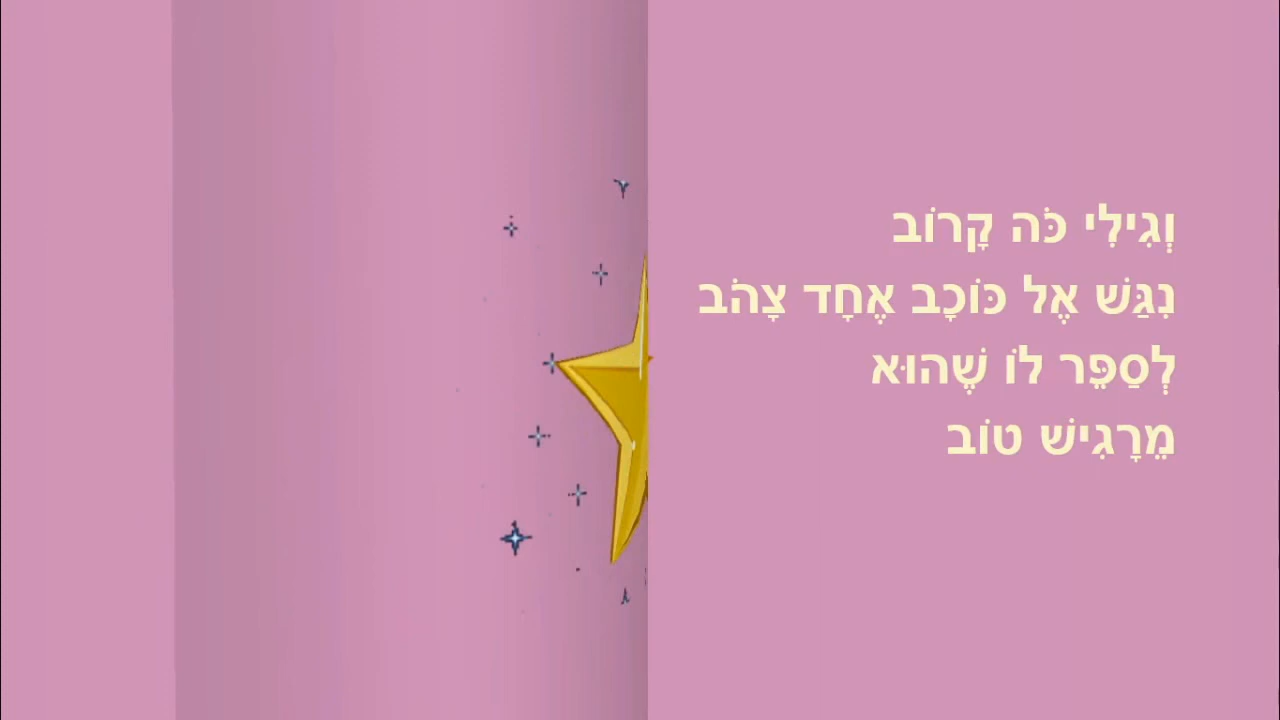 וְגִילִי כֹּה קָרוֹב
נִגַּשׁ אֶל כּוֹכָב אֶחָד צָהֹב
לְסַפֵּר לוֹ שֶׁהוּא
מֵרָגִישׁ טוֹב